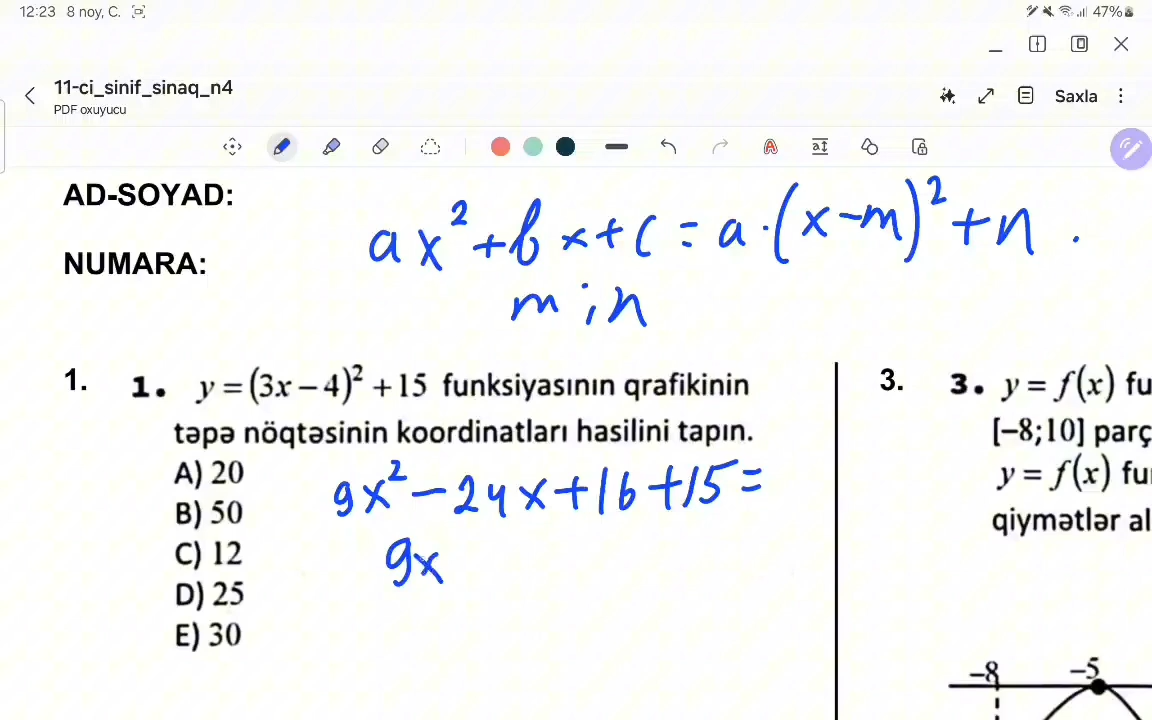 12:23 8 noy, C. 47%
11-ci_sinif_sinaq_n4
PDF oxuyucu
Saxla
AD-SOYAD:
NUMARA:
ax²+bx+c=a·(x-m)²+n.
m;n
1. 1. y=(3x-4)²+15 funksiyasının qrafikinin
təpə nöqtəsinin koordinatları hasilini tapın.
A) 20
B) 50
C) 12
D) 25
E) 30
9x²-24x+16+15=
9x
3. 3. y=f(x) fu
[-8;10] parç
y=f(x) fu
qiymətlər al
-8 -5